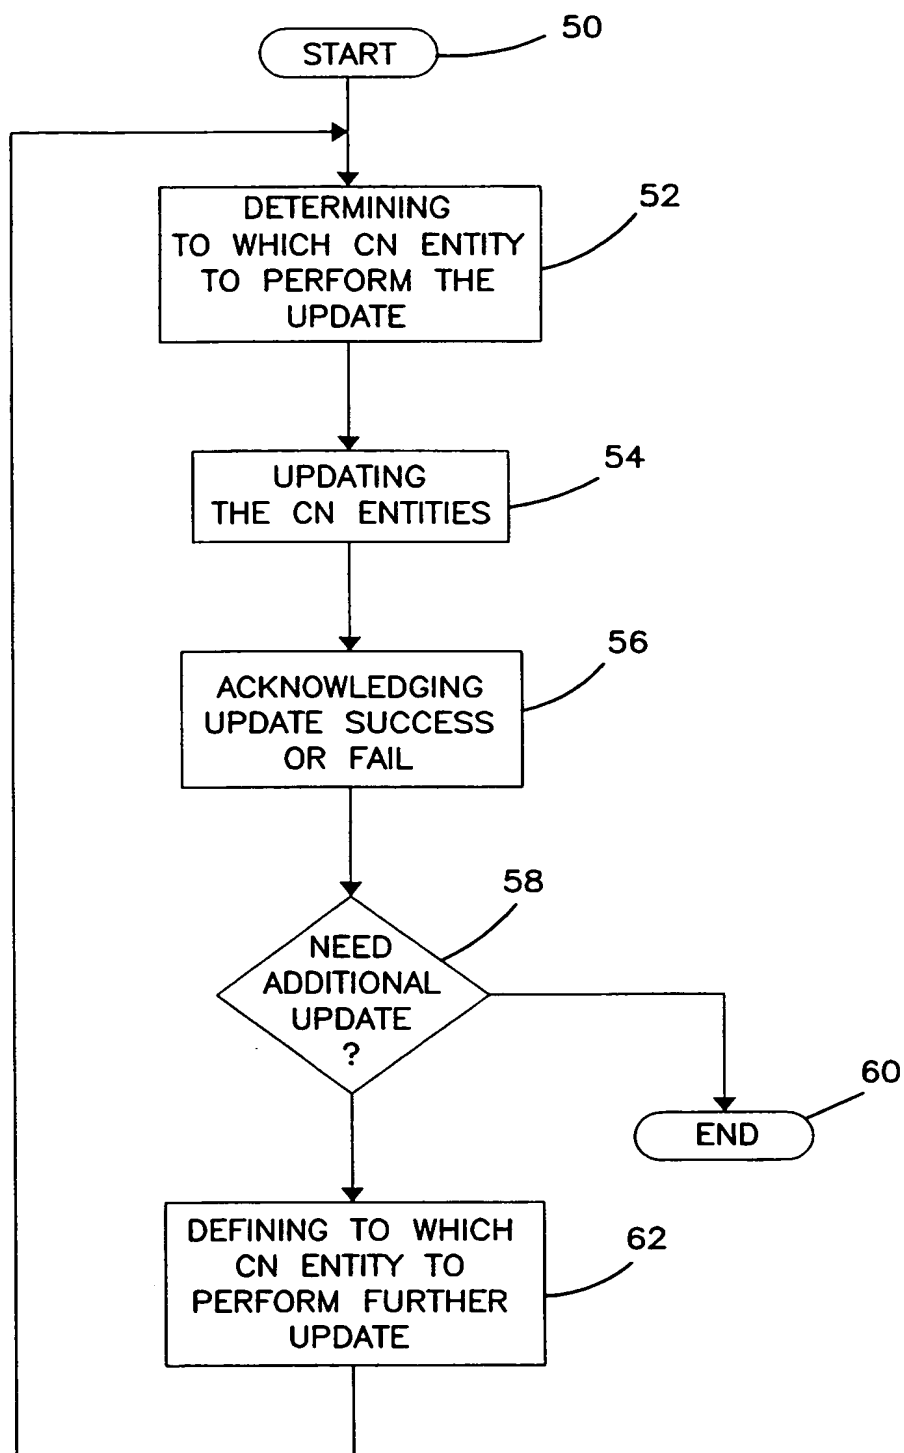 50
START
52
DETERMINING
TO WHICH CN ENTITY
TO PERFORM THE
UPDATE
54
UPDATING
THE CN ENTITIES
56
ACKNOWLEDGING
UPDATE SUCCESS
OR FAIL
58
NEED
ADDITIONAL
UPDATE
?
60
END
62
DEFINING TO WHICH
CN ENTITY TO
PERFORM FURTHER
UPDATE